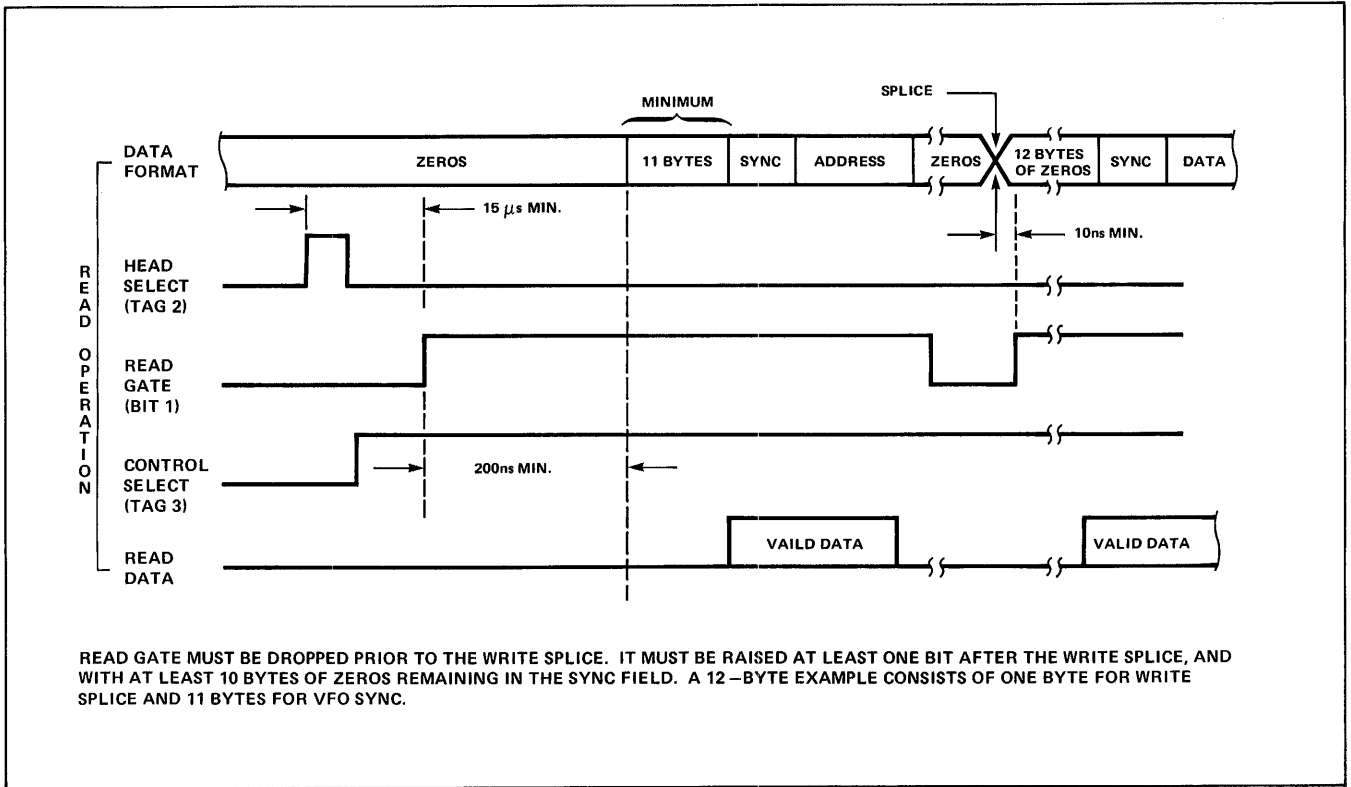 SPLICE
MINIMUM
DATA FORMAT
ZEROS
11 BYTES
SYNC
ADDRESS
ZEROS
12 BYTES OF ZEROS
SYNC
DATA
15 μs MIN.
10ns MIN.
READ OPERATION
HEAD
SELECT
(TAG 2)
READ
GATE
(BIT 1)
CONTROL
SELECT
(TAG 3)
200ns MIN.
READ
DATA
VAILD DATA
VALID DATA
READ GATE MUST BE DROPPED PRIOR TO THE WRITE SPLICE. IT MUST BE RAISED AT LEAST ONE BIT AFTER THE WRITE SPLICE, AND
WITH AT LEAST 10 BYTES OF ZEROS REMAINING IN THE SYNC FIELD. A 12—BYTE EXAMPLE CONSISTS OF ONE BYTE FOR WRITE
SPLICE AND 11 BYTES FOR VFO SYNC.